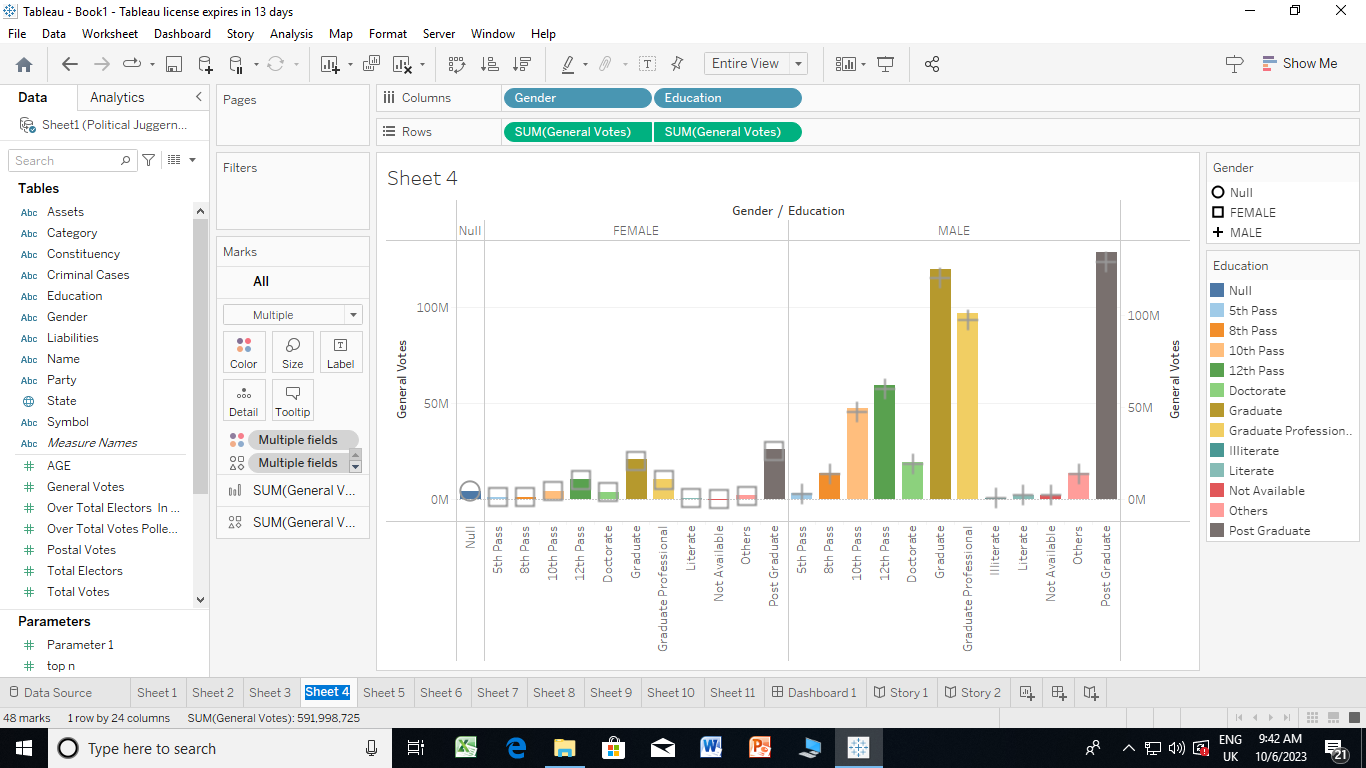 Tableau - Book1 - Tableau license expires in 13 days
File Data Worksheet Dashboard Story Analysis Map Format Server Window Help
Entire View
Show Me
Data Analytics
Sheet1 (Political Juggern...
Search
Tables
Abc Assets
Abc Category
Abc Constituency
Abc Criminal Cases
Abc Education
Abc Gender
Abc Liabilities
Abc Name
Abc Party
State
Abc Symbol
Abc Measure Names
AGE
General Votes
Over Total Electors In ...
Over Total Votes Polle...
Postal Votes
Total Electors
Total Votes
Parameters
Parameter 1
top n
Pages
Filters
Marks
All
Multiple
Color Size Label
Detail Tooltip
Multiple fields
Multiple fields
SUM(General V...
SUM(General V...
Columns Gender Education
Rows SUM(General Votes) SUM(General Votes)
Sheet 4
Gender / Education
Null FEMALE MALE
General Votes
100M
50M
0M
General Votes
100M
50M
0M
Null
5th Pass
8th Pass
10th Pass
12th Pass
Doctorate
Graduate
Graduate Professional
Literate
Not Available
Others
Post Graduate
5th Pass
8th Pass
10th Pass
12th Pass
Doctorate
Graduate
Graduate Professional
Illiterate
Literate
Not Available
Others
Post Graduate
Gender
Null
FEMALE
MALE
Education
Null
5th Pass
8th Pass
10th Pass
12th Pass
Doctorate
Graduate
Graduate Profession..
Illiterate
Literate
Not Available
Others
Post Graduate
Data Source Sheet 1 Sheet 2 Sheet 3 Sheet 4 Sheet 5 Sheet 6 Sheet 7 Sheet 8 Sheet 9 Sheet 10 Sheet 11 Dashboard 1 Story 1 Story 2
48 marks 1 row by 24 columns SUM(General Votes): 591,998,725
Type here to search
ENG
UK
9:42 AM
10/6/2023
21